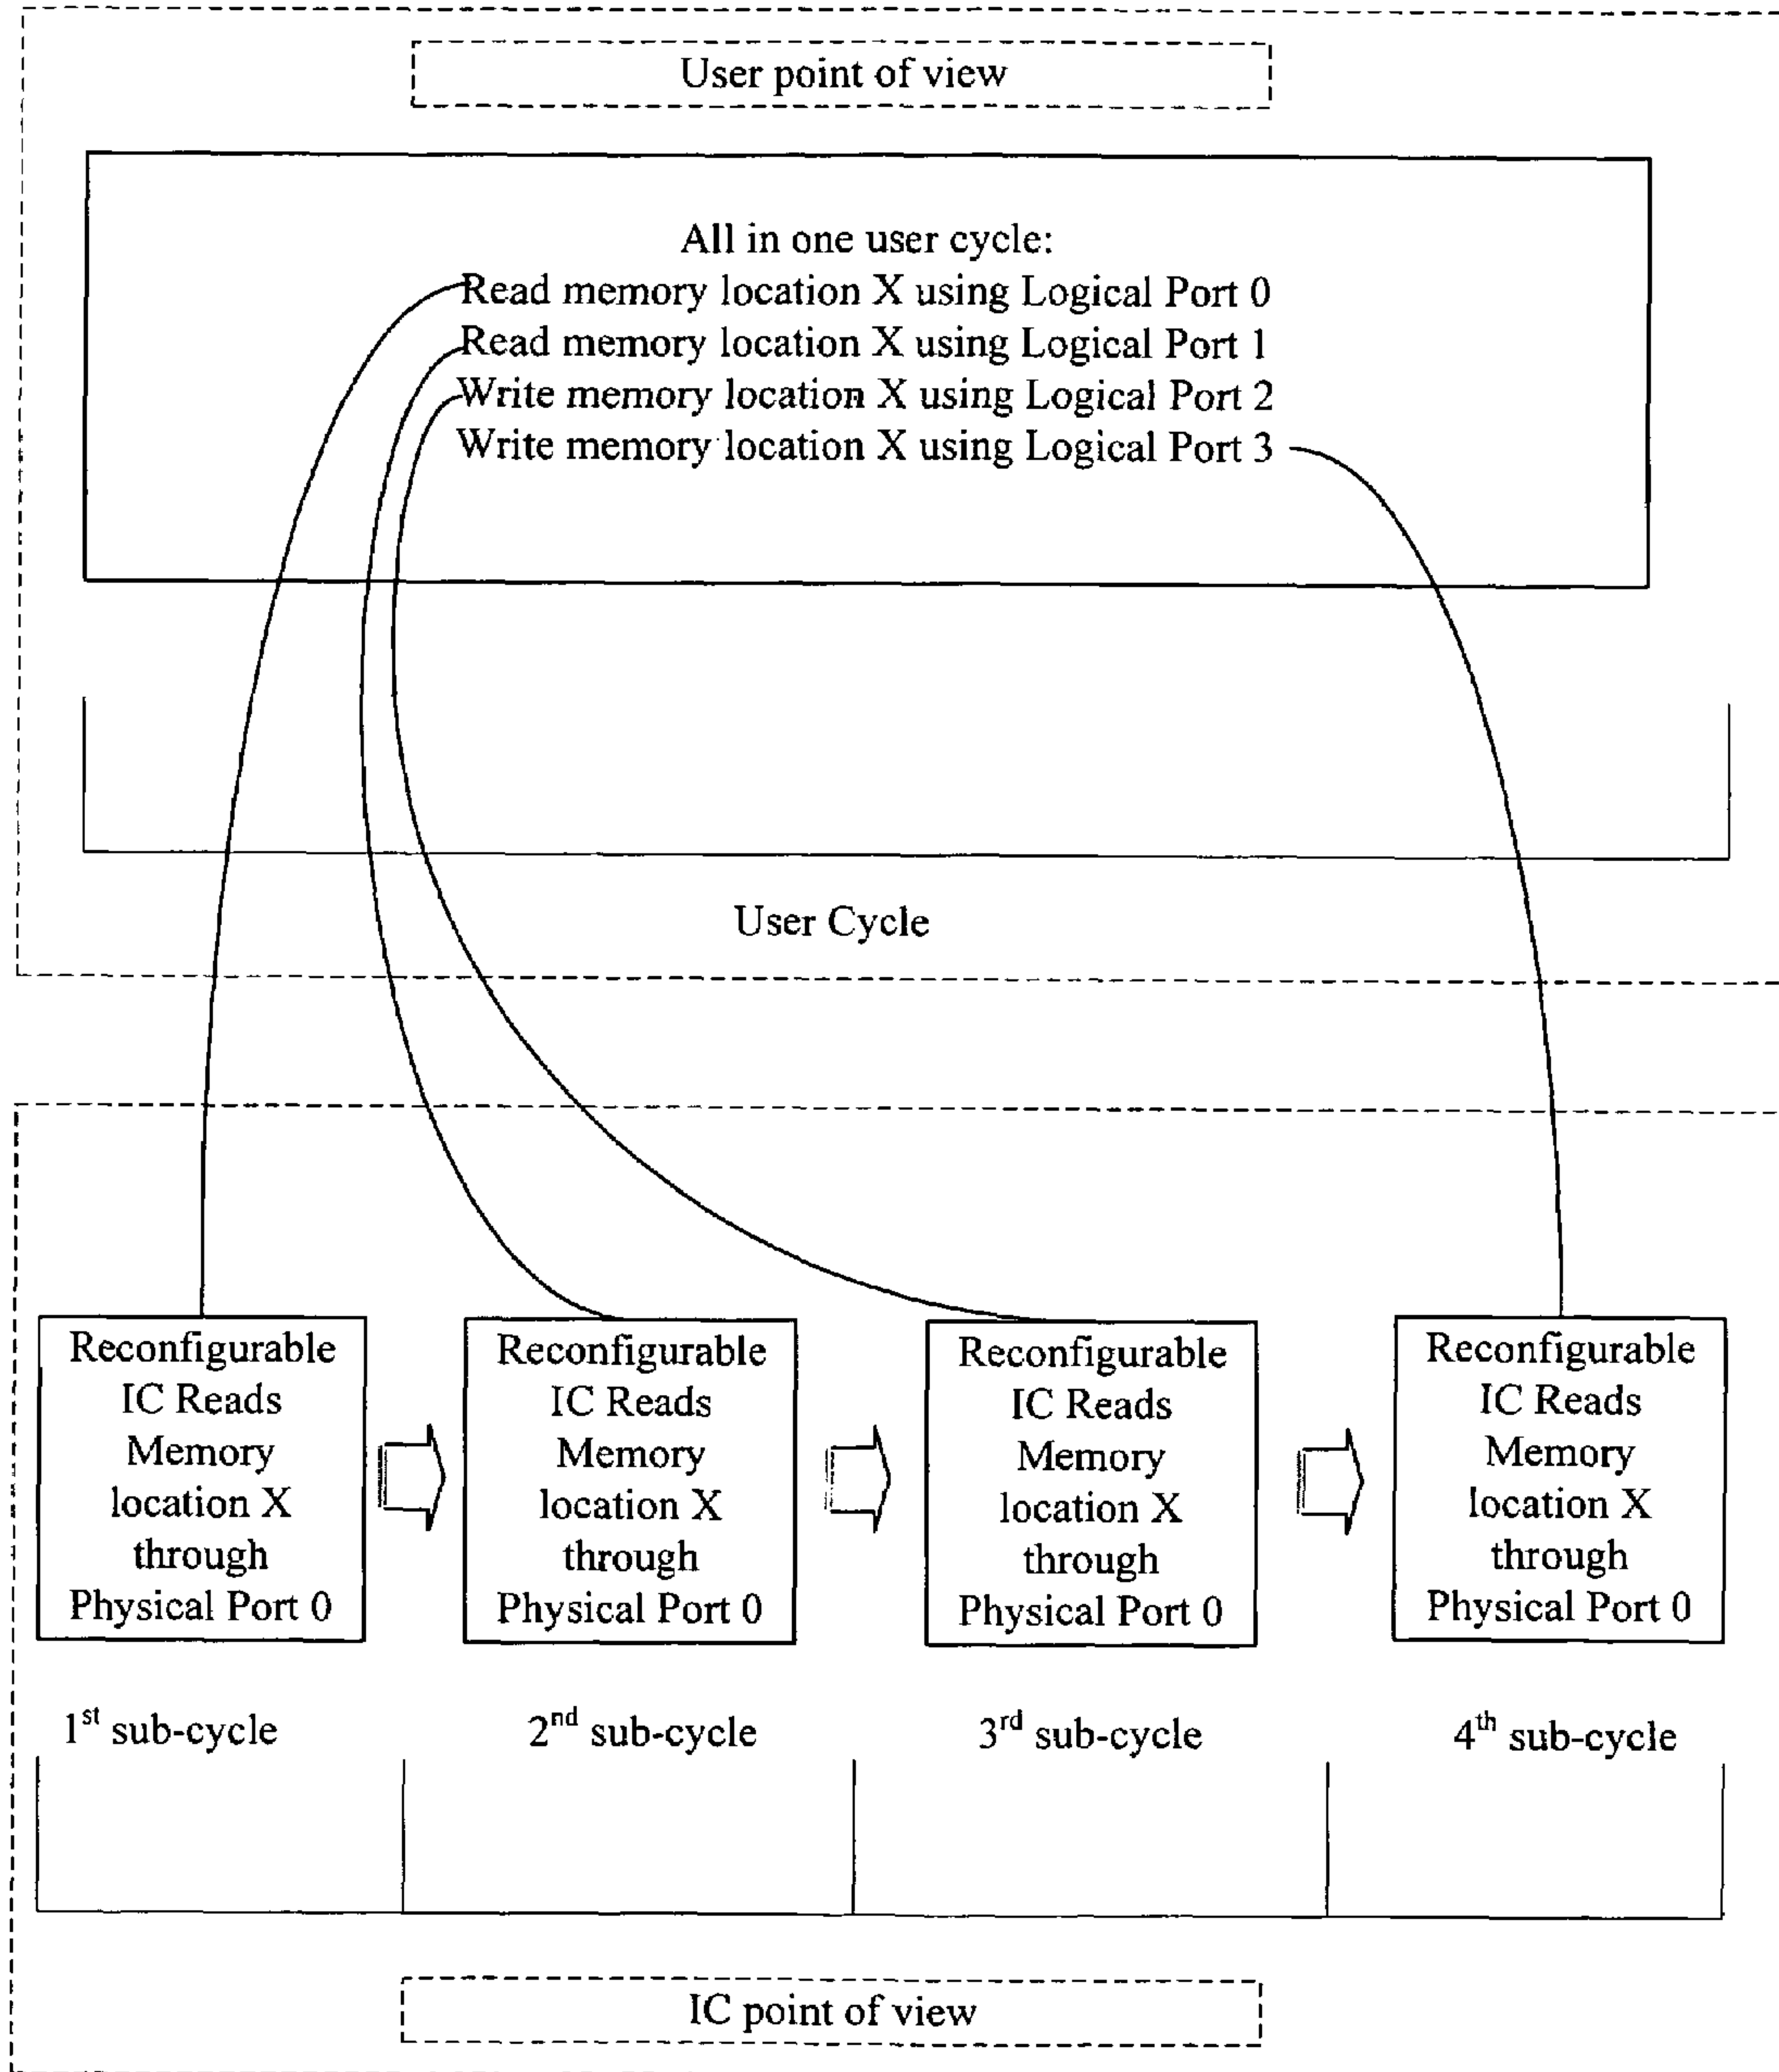 User point of view
All in one user cycle:
Read memory location X using Logical Port 0
Read memory location X using Logical Port 1
Write memory location X using Logical Port 2
Write memory location X using Logical Port 3
User Cycle
Reconfigurable
IC Reads
Memory
location X
through
Physical Port 0
Reconfigurable
IC Reads
Memory
location X
through
Physical Port 0
Reconfigurable
IC Reads
Memory
location X
through
Physical Port 0
Reconfigurable
IC Reads
Memory
location X
through
Physical Port 0
1st sub-cycle
2nd sub-cycle
3rd sub-cycle
4th sub-cycle
IC point of view